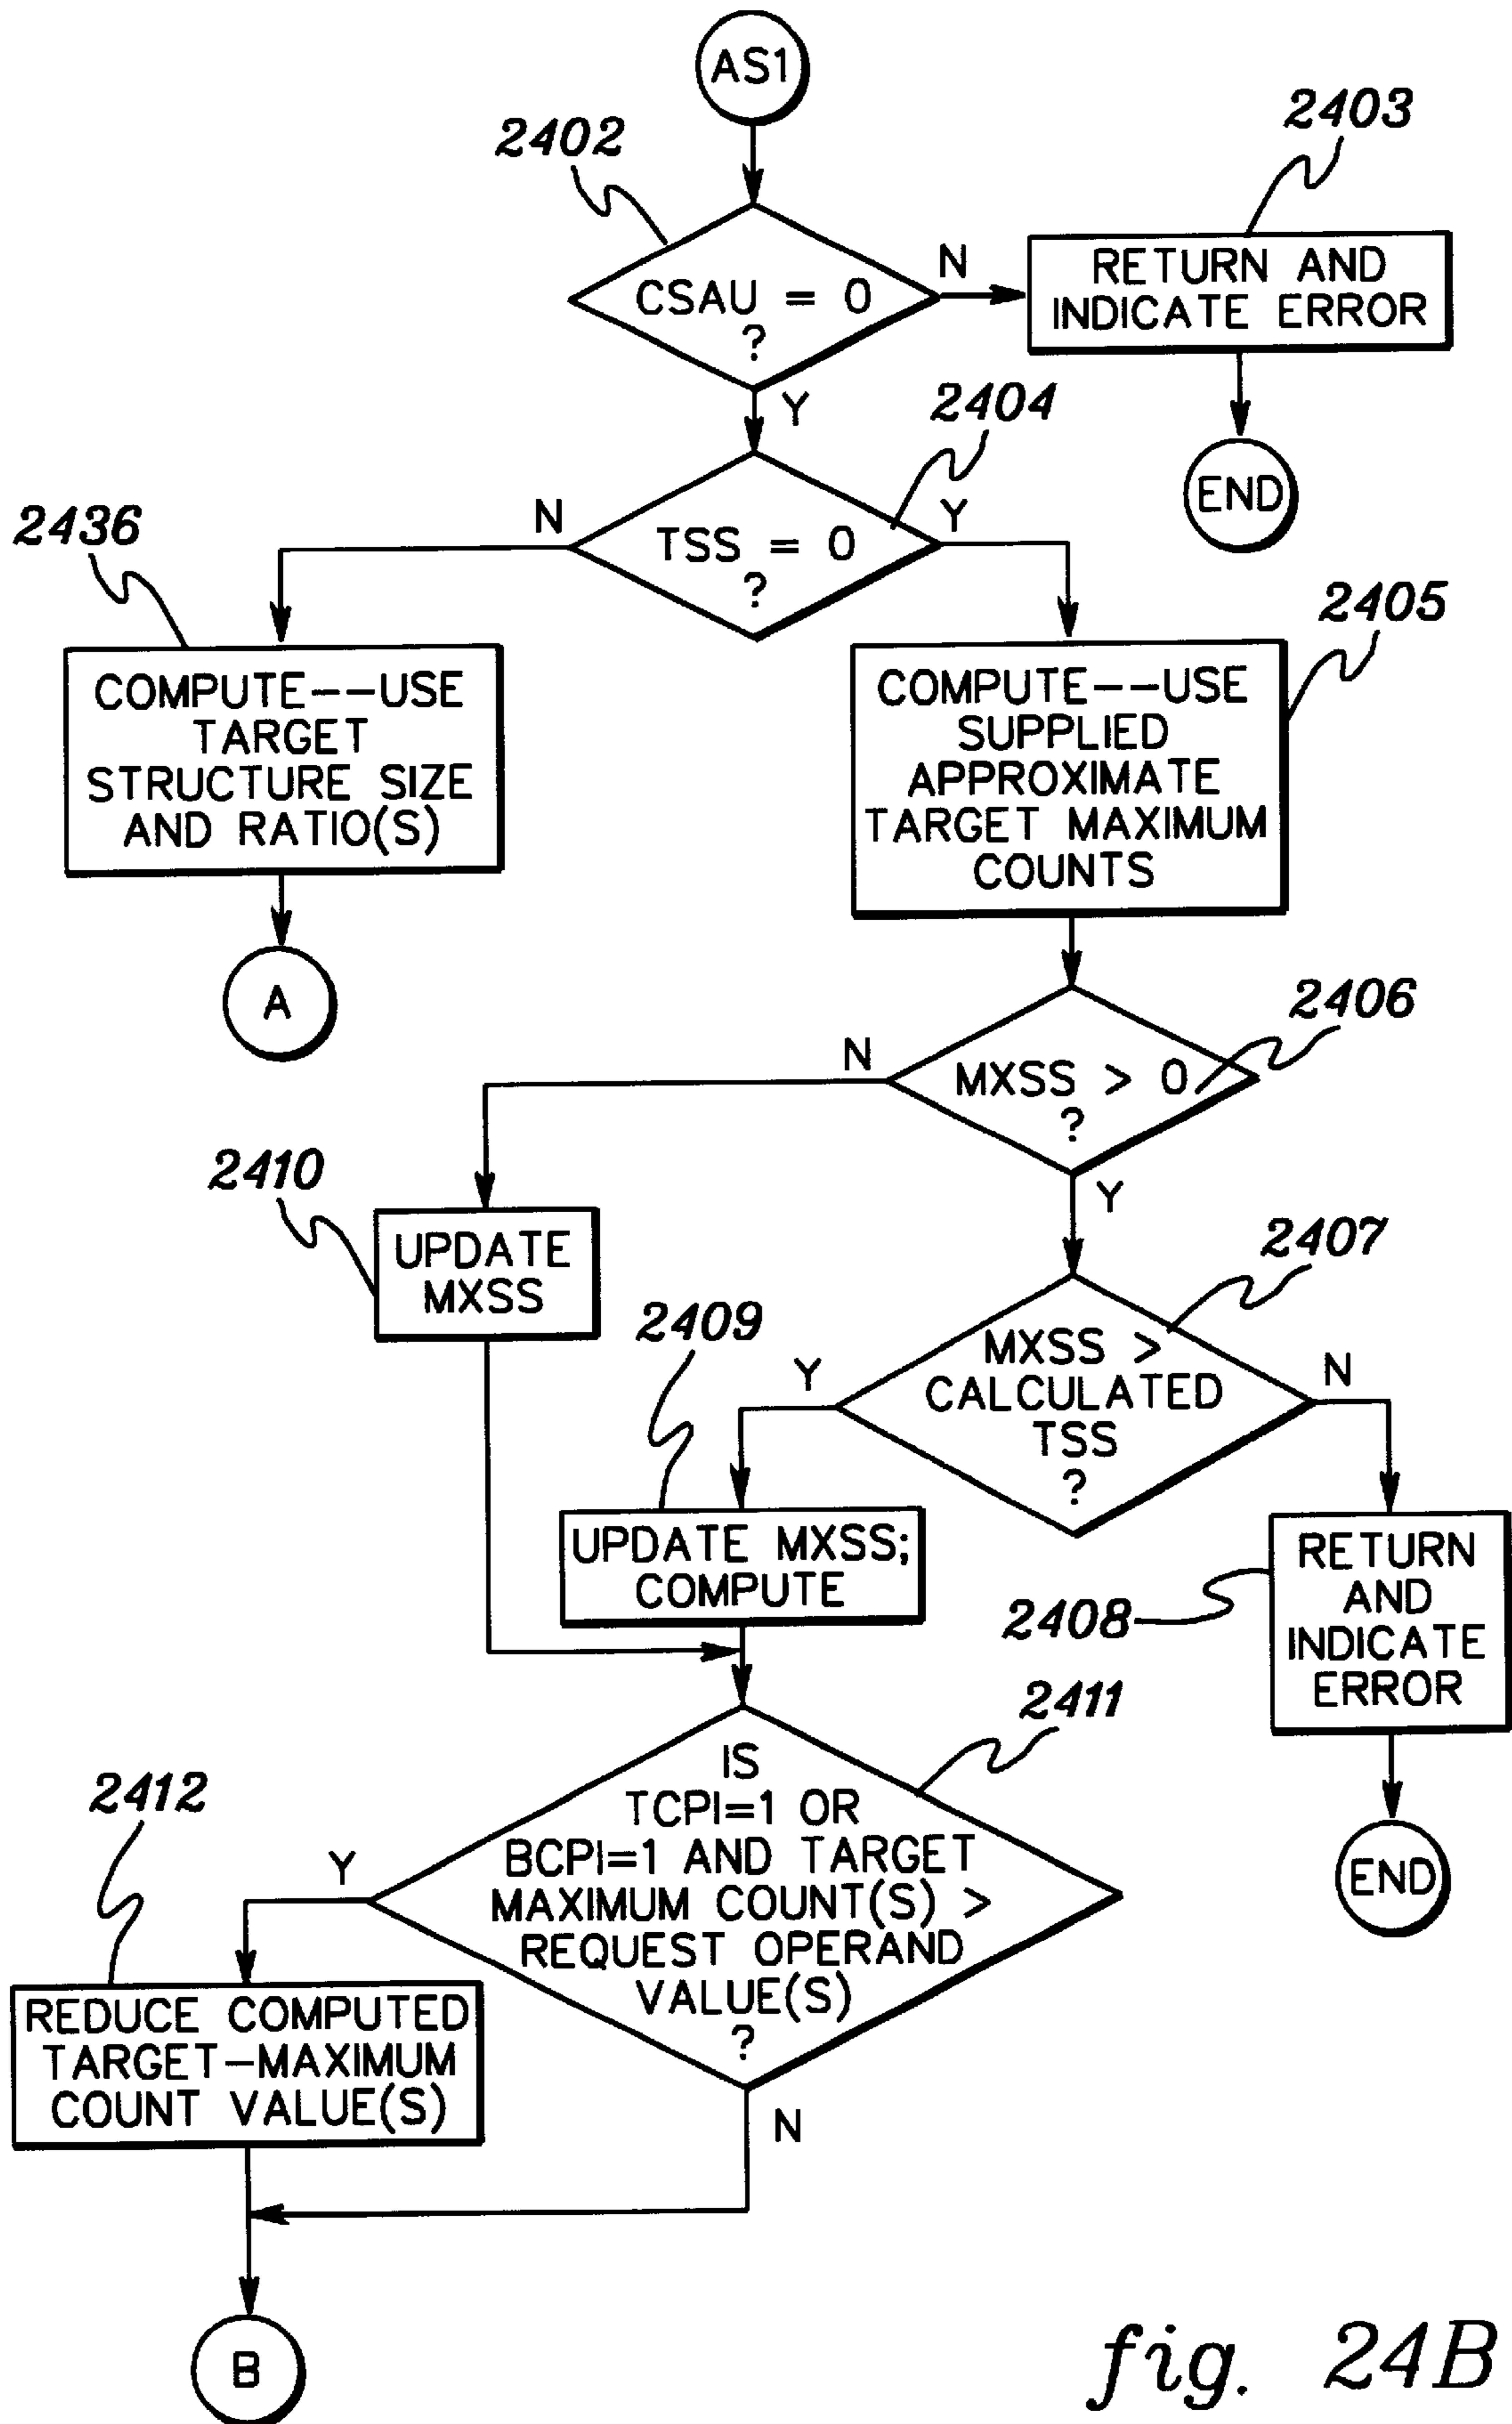 AS1
2402
2403
CSAU = 0
?
N
RETURN AND
INDICATE ERROR
Y
END
2404
TSS = 0
?
N
Y
2436
COMPUTE--USE
TARGET
STRUCTURE SIZE
AND RATIO(S)
A
2405
COMPUTE--USE
SUPPLIED
APPROXIMATE
TARGET MAXIMUM
COUNTS
2406
MXSS > 0
?
N
Y
2410
UPDATE
MXSS
2407
MXSS >
CALCULATED
TSS
?
Y
N
2409
UPDATE MXSS;
COMPUTE
2408
RETURN
AND
INDICATE
ERROR
END
2411
IS
TCPI=1 OR
BCPI=1 AND TARGET
MAXIMUM COUNT(S) >
REQUEST OPERAND
VALUE(S)
?
Y
N
2412
REDUCE COMPUTED
TARGET-MAXIMUM
COUNT VALUE(S)
B
fig. 24B